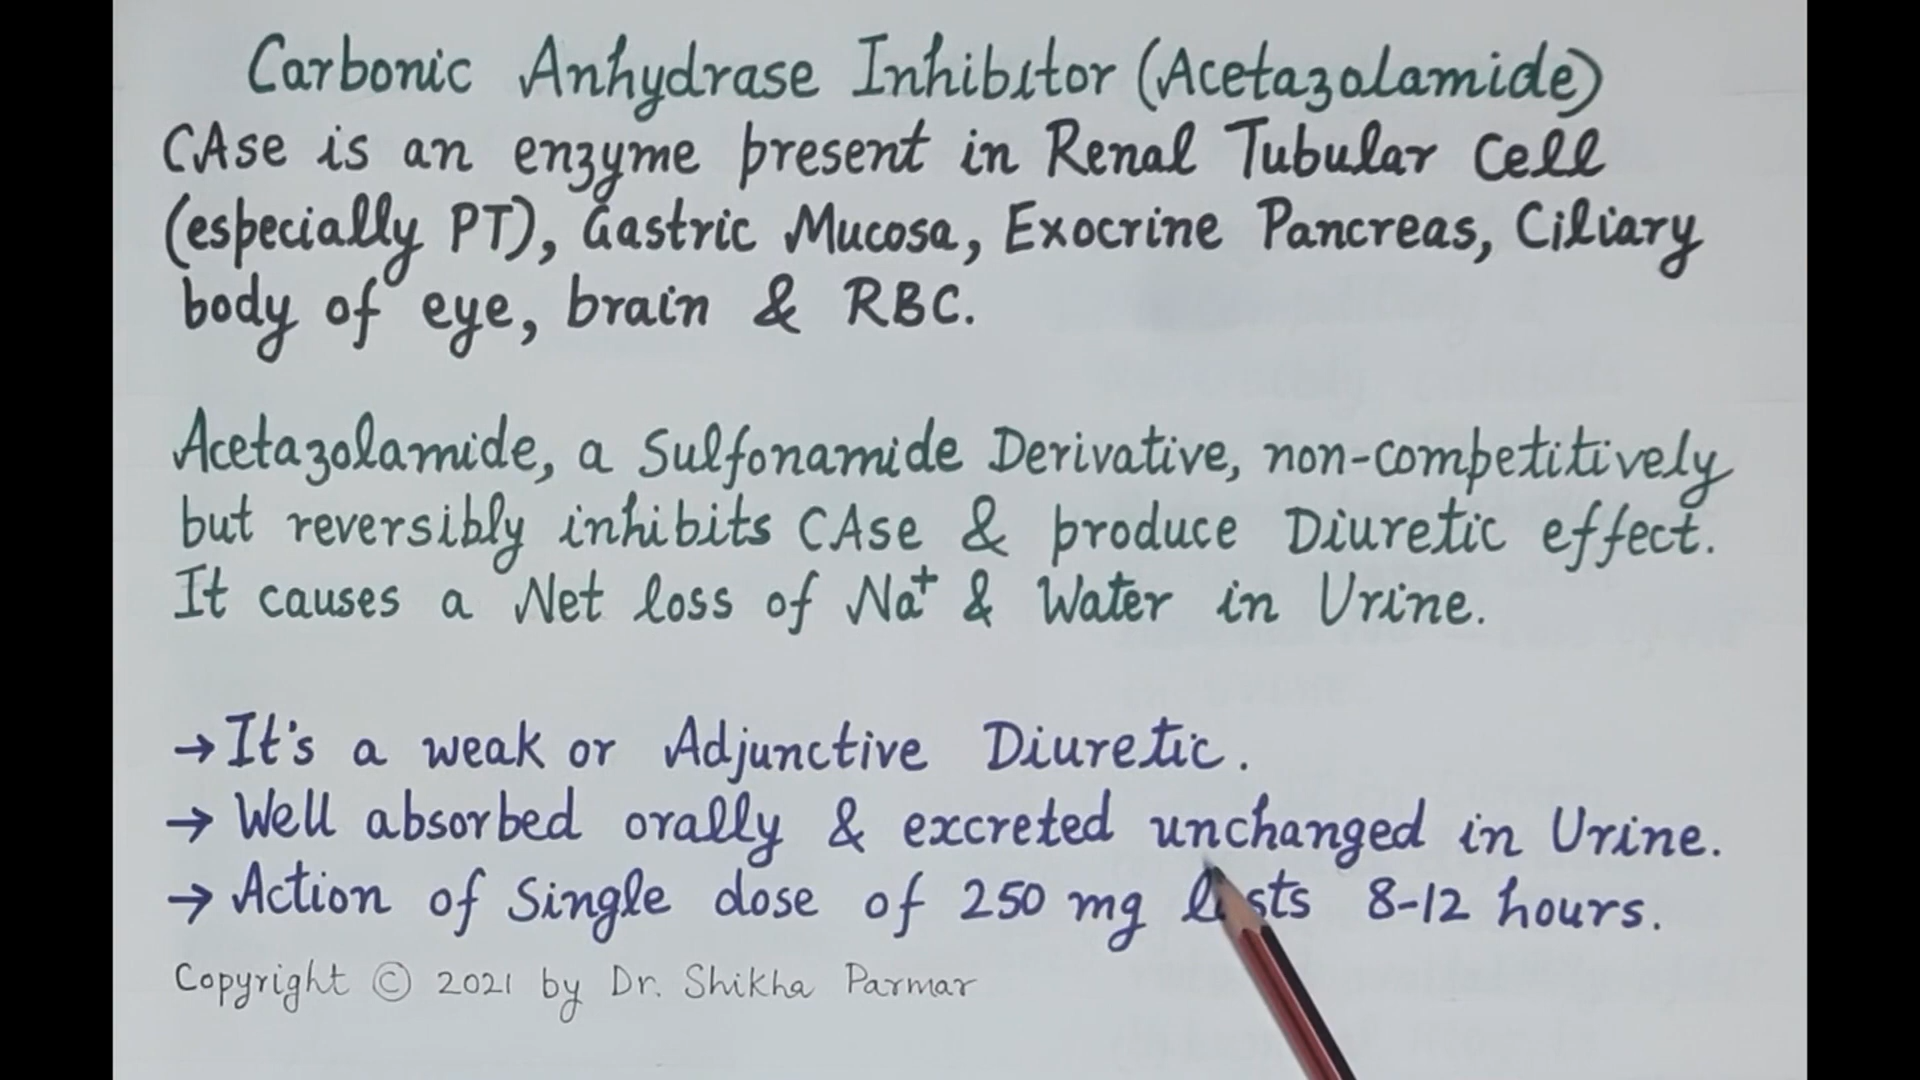 Carbonic Anhydrase Inhibitor (Acetazolamide)
CAse is an enzyme present in Renal Tubular Cell
(especially PT), Gastric Mucosa, Exocrine Pancreas, Ciliary
body of eye, brain & RBC.
Acetazolamide, a Sulfonamide Derivative, non-competitively
but reversibly inhibits CAse & produce Diuretic effect.
It causes a Net loss of Na⁺ & Water in Urine.
→ It's a weak or Adjunctive Diuretic.
→ Well absorbed orally & excreted unchanged in Urine.
→ Action of Single dose of 250 mg lasts 8-12 hours.
Copyright © 2021 by Dr. Shikha Parmar